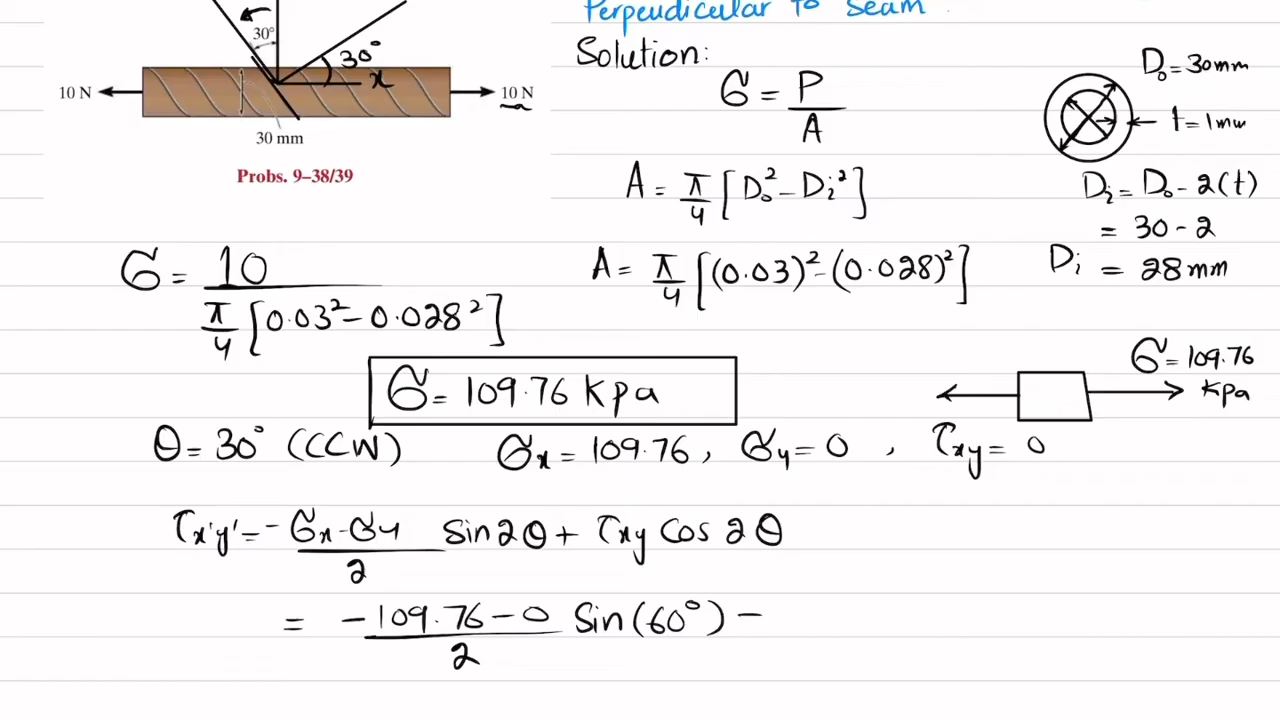 Perpendicular to Seam
Solution:
30°
30°
x
10 N
10 N
30 mm
Probs. 9–38/39
σ = P / A
D₀ = 30mm
t = 1mm
A = π/4 [D₀² - Dᵢ²]
Dᵢ = D₀ - 2(t)
= 30 - 2
Dᵢ = 28mm
A = π/4 [(0.03)² - (0.028)²]
σ = 10 / π/4 [0.03² - 0.028²]
σ = 109.76 Kpa
σ = 109.76 Kpa
θ = 30° (CCW) σx = 109.76, σy = 0, τxy = 0
τx'y' = - σx - σy / 2 Sin2θ + τxy Cos 2θ
= -109.76 - 0 / 2 Sin(60°) -